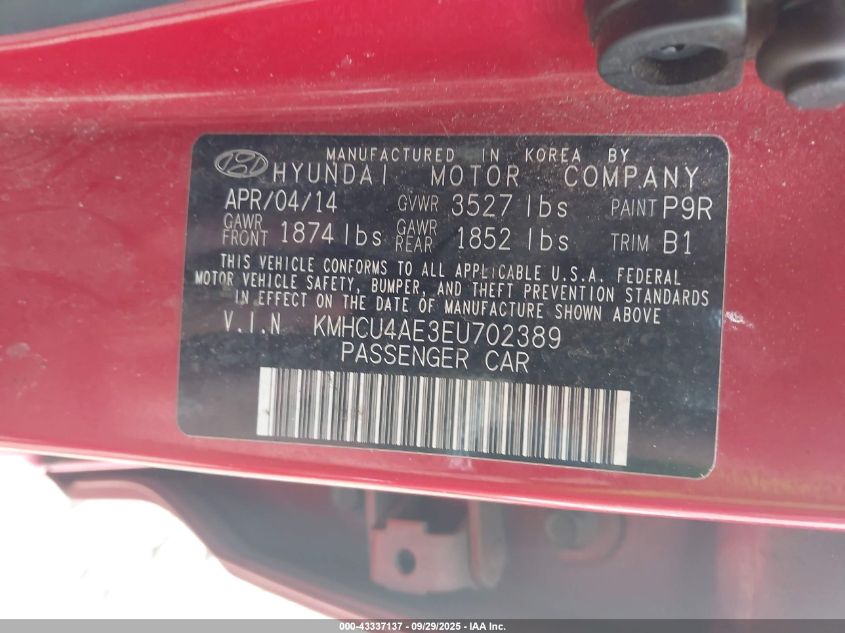 MANUFACTURED IN KOREA BY
HYUNDAI MOTOR COMPANY
APR/04/14 GVWR 3527 lbs PAINT P9R
GAWR FRONT 1874 lbs GAWR REAR 1852 lbs TRIM B1
THIS VEHICLE CONFORMS TO ALL APPLICABLE U.S.A. FEDERAL
MOTOR VEHICLE SAFETY, BUMPER, AND THEFT PREVENTION STANDARDS
IN EFFECT ON THE DATE OF MANUFACTURE SHOWN ABOVE.
V.I.N KMHCU4AE3EU702389
PASSENGER CAR
000-43337137 - 09/29/2025 - IAA Inc.